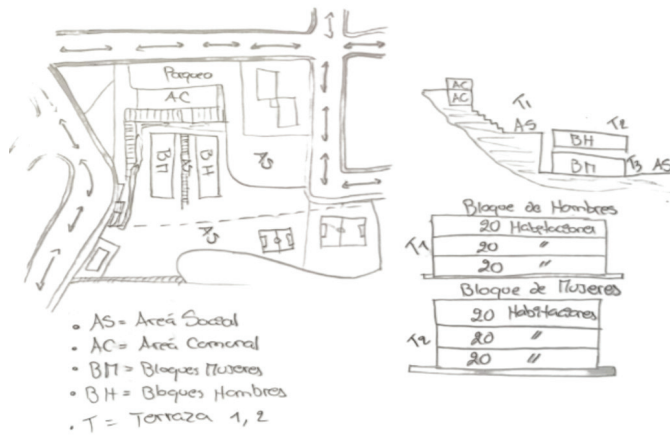 Parqueo
AC
BM
BH
AS
AS
AS
AC
AC
T1
AS
T2
BH
BM
T3
AS
Bloque de Hombres
20 Habitaciones
20 "
20 "
T1
Bloque de Mujeres
20 Habitaciones
20 "
20 "
T2
• AS = Areá Social
• AC = Areá Comunal
• BM = Bloques Mujeres
• BH = Bloques Hombres
• T = Terraza 1, 2